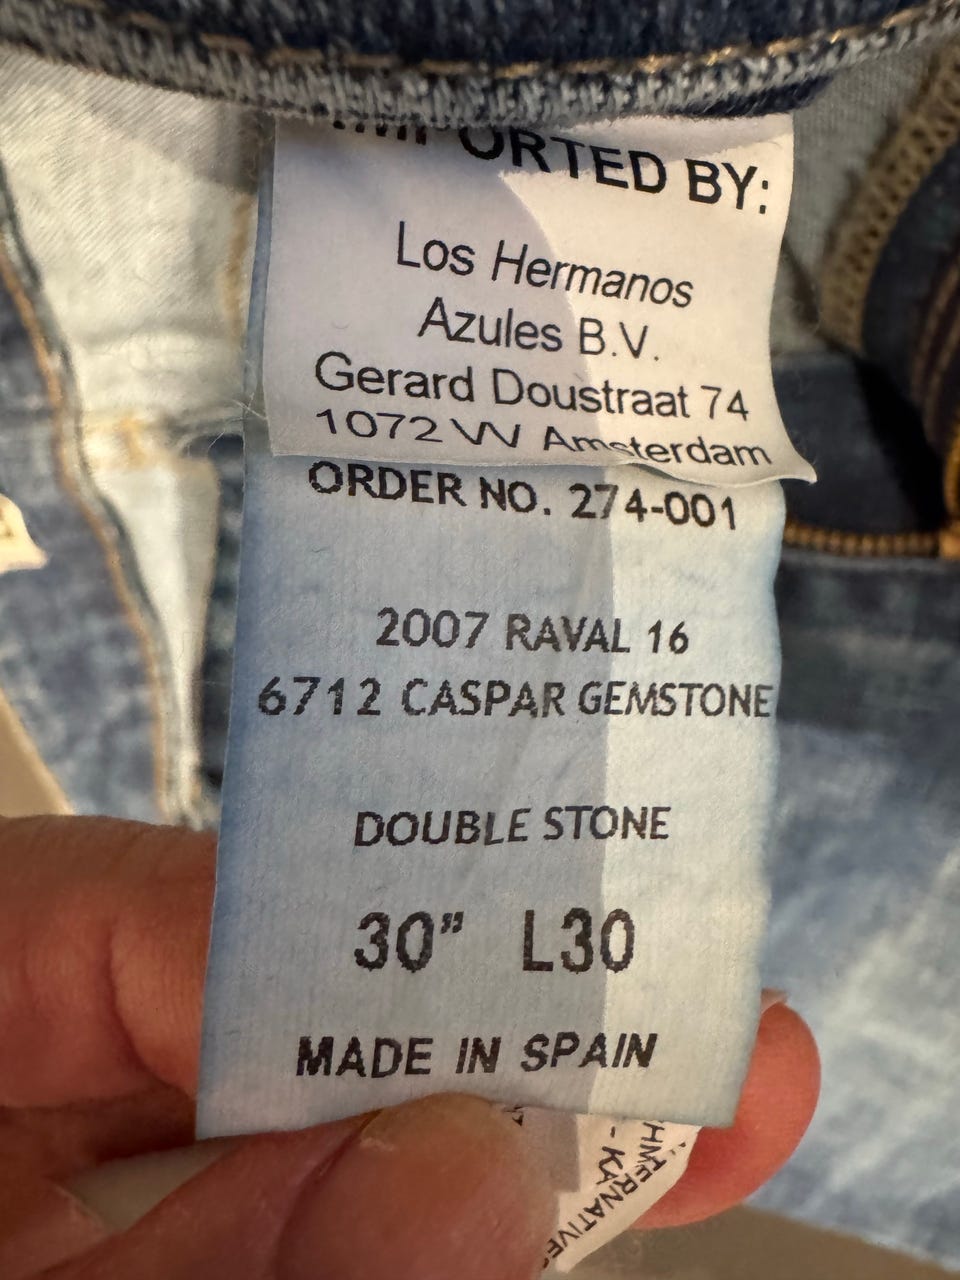 IMPORTED BY:
Los Hermanos
Azules B.V.
Gerard Doustraat 74
1072 VV Amsterdam
ORDER NO. 274-001
2007 RAVAL 16
6712 CASPAR GEMSTONE
DOUBLE STONE
30” L30
MADE IN SPAIN